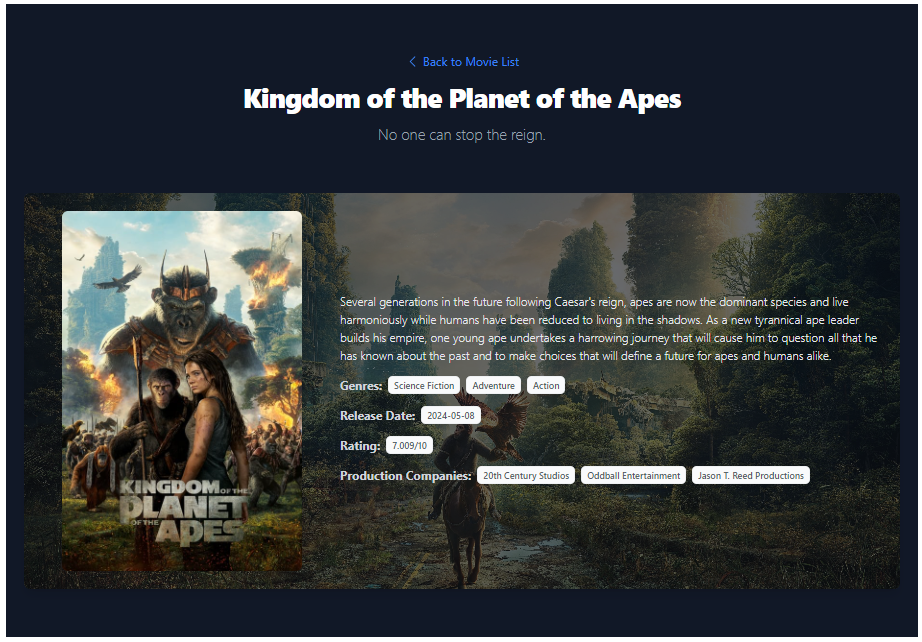 Back to Movie List
Kingdom of the Planet of the Apes
No one can stop the reign.
KINGDOM OF THE
PLANET
OF THE APES
Several generations in the future following Caesar's reign, apes are now the dominant species and live
harmoniously while humans have been reduced to living in the shadows. As a new tyrannical ape leader
builds his empire, one young ape undertakes a harrowing journey that will cause him to question all that he
has known about the past and to make choices that will define a future for apes and humans alike.
Genres: Science Fiction Adventure Action
Release Date: 2024-05-08
Rating: 7.009/10
Production Companies: 20th Century Studios Oddball Entertainment Jason T. Reed Productions